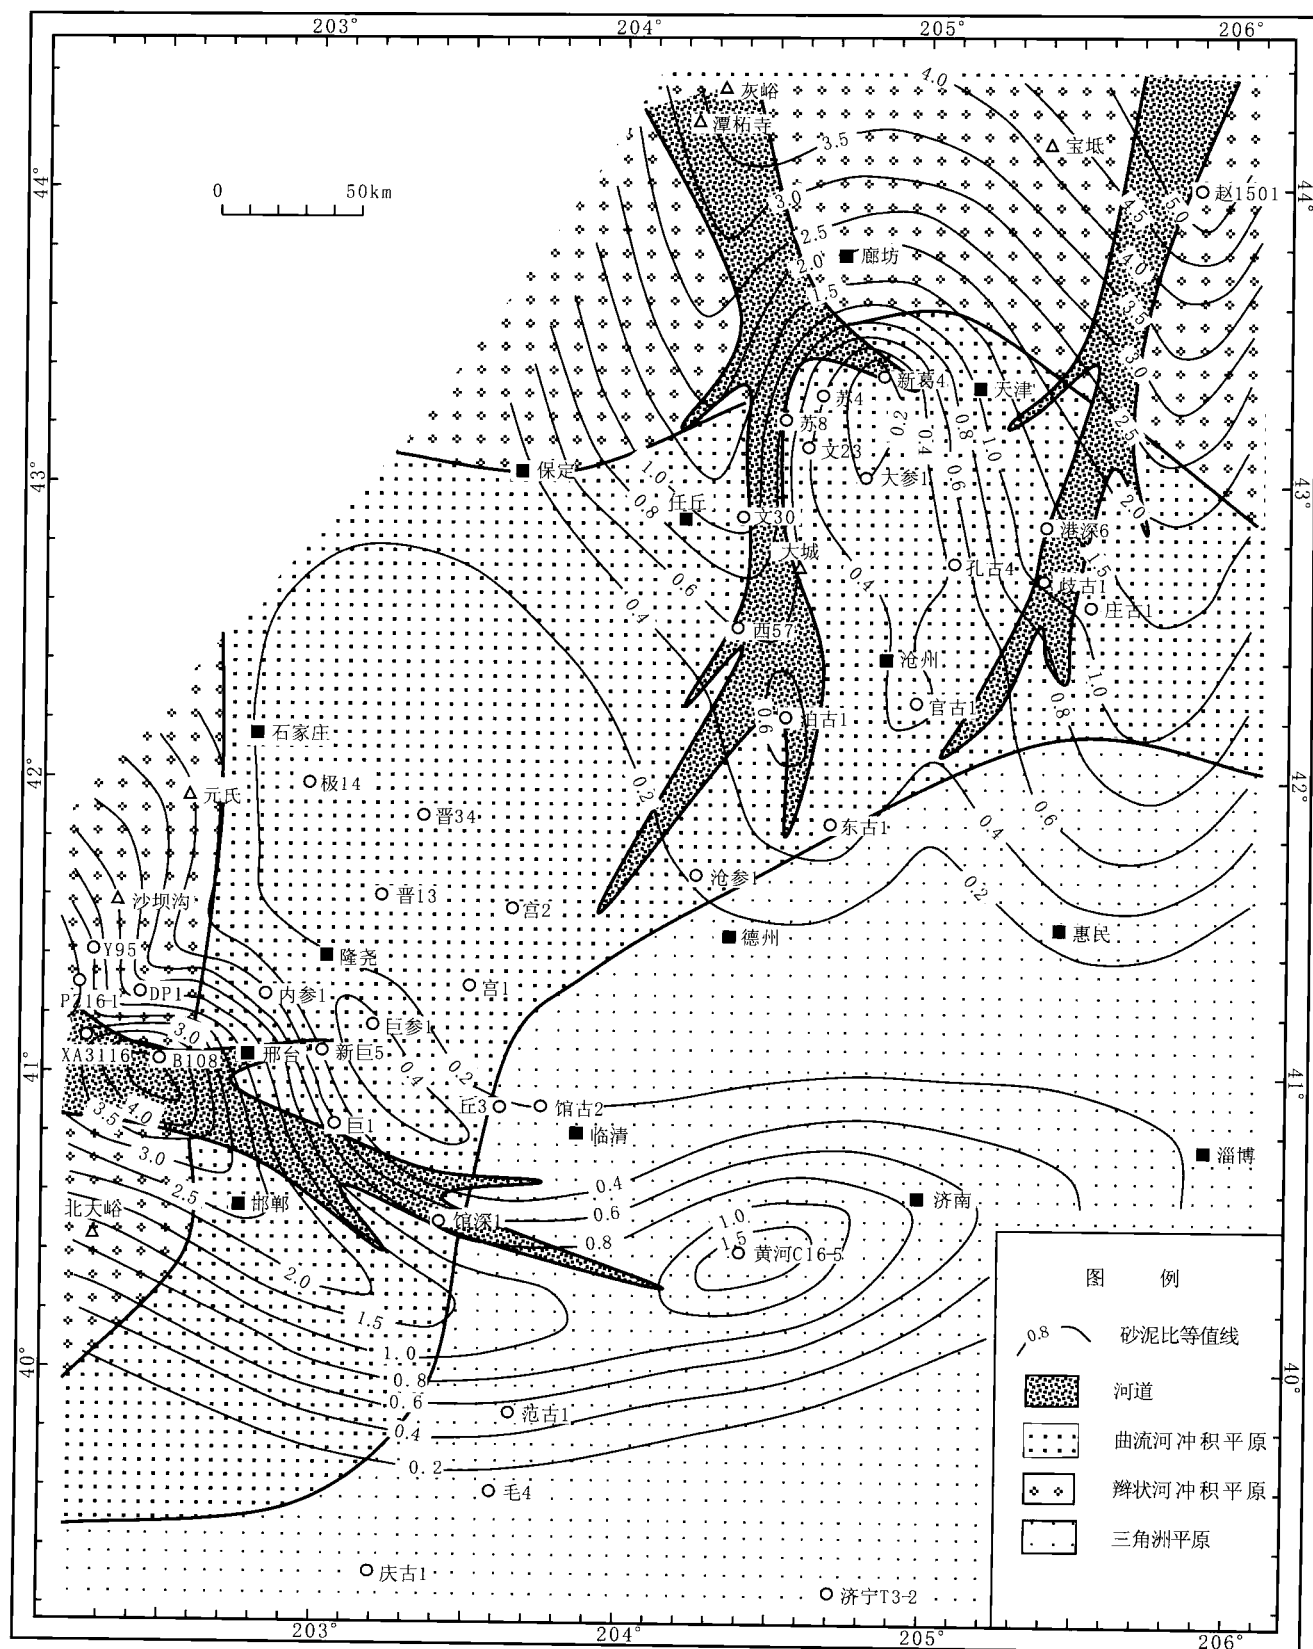 203°
204°
205°
206°
4.0
灰峪
潭柘寺
3.5
宝坻
44°
0 50km
3.0
4.5
5.0
赵1501
44°
2.5
廊坊
2.0
4.0
1.5
3.5
3.0
新葛4
天津
苏4
0.2
0.4
0.8
1.0
苏8
2.5
文23
43°
保定
1.0
大参1
0.6
43°
0.8
任丘
文30
2.0
港深6
大城
1.5
0.4
孔古4
歧古1
0.6
0.4
庄古1
西57
沧州
1.0
0.8
石家庄
0.6
泊古1
官古1
42°
元氏
极14
0.2
42°
晋34
东古1
0.4
0.6
沧参1
0.2
沙坝沟
晋13
宫2
德州
惠民
Y95
隆尧
PZ16-1
DP1
内参1
宫1
3.0
巨参1
41°
XA3116
B108
邢台
新巨5
0.4
0.2
41°
3.5
4.0
巨1
丘3
馆古2
临清
3.0
淄博
2.5
邯郸
0.4
济南
北大峪
馆深1
0.6
1.0
0.8
1.5
黄河C16-5
2.0
图 例
1.5
0.8
砂泥比等值线
1.0
40°
0.8
河道
40°
0.6
范古1
0.4
曲流河冲积平原
0.2
毛4
辫状河冲积平原
三角洲平原
庆古1
济宁T3-2
203°
204°
205°
206°